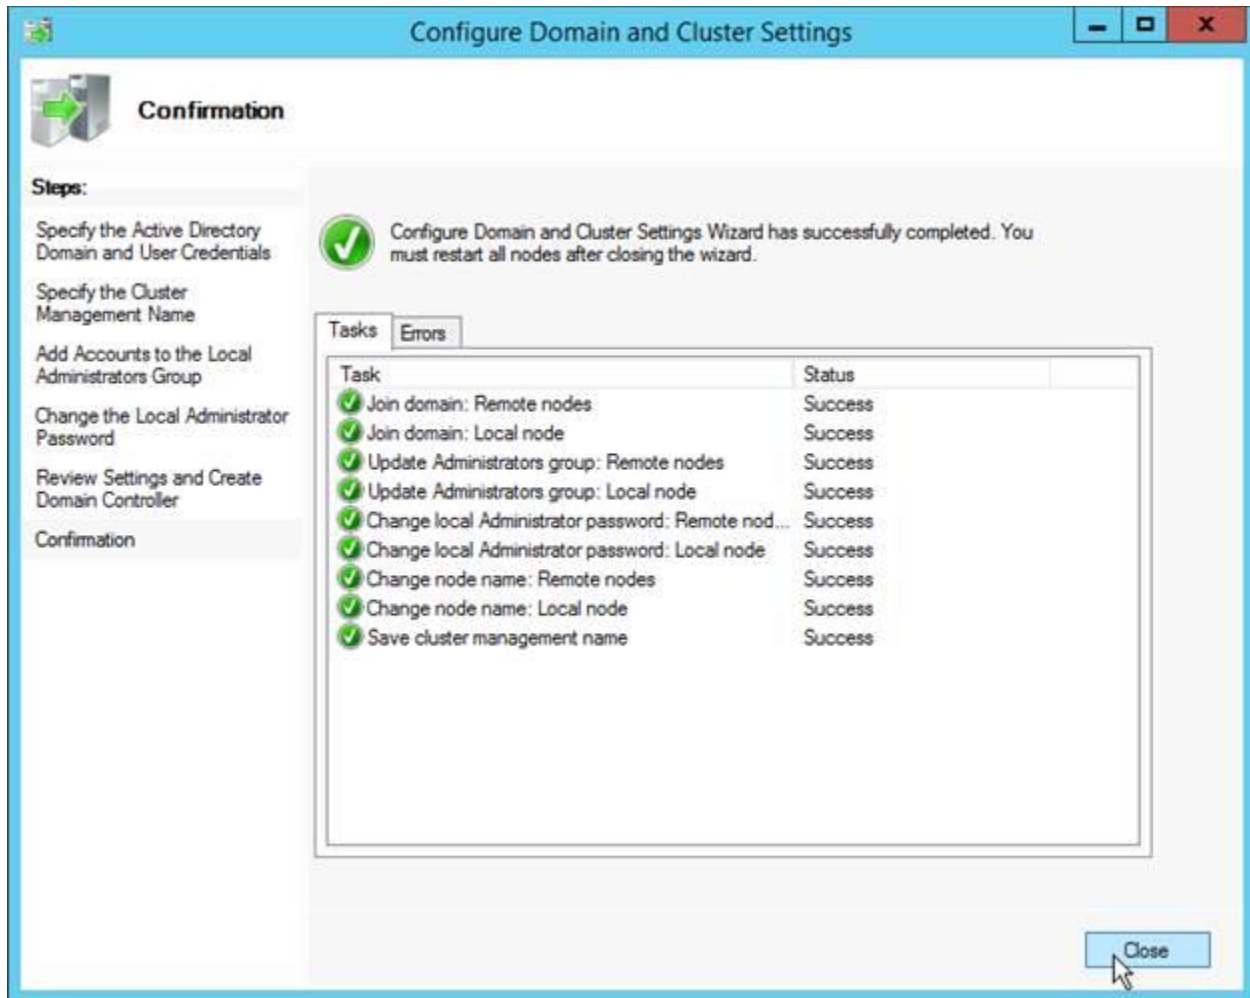 Configure Domain and Cluster Settings
Confirmation
Steps:
Specify the Active Directory
Domain and User Credentials
Specify the Cluster
Management Name
Add Accounts to the Local
Administrators Group
Change the Local Administrator
Password
Review Settings and Create
Domain Controller
Confirmation
Configure Domain and Cluster Settings Wizard has successfully completed. You
must restart all nodes after closing the wizard.
Tasks Errors
Task Status
Join domain: Remote nodes Success
Join domain: Local node Success
Update Administrators group: Remote nodes Success
Update Administrators group: Local node Success
Change local Administrator password: Remote nod... Success
Change local Administrator password: Local node Success
Change node name: Remote nodes Success
Change node name: Local node Success
Save cluster management name Success
Close